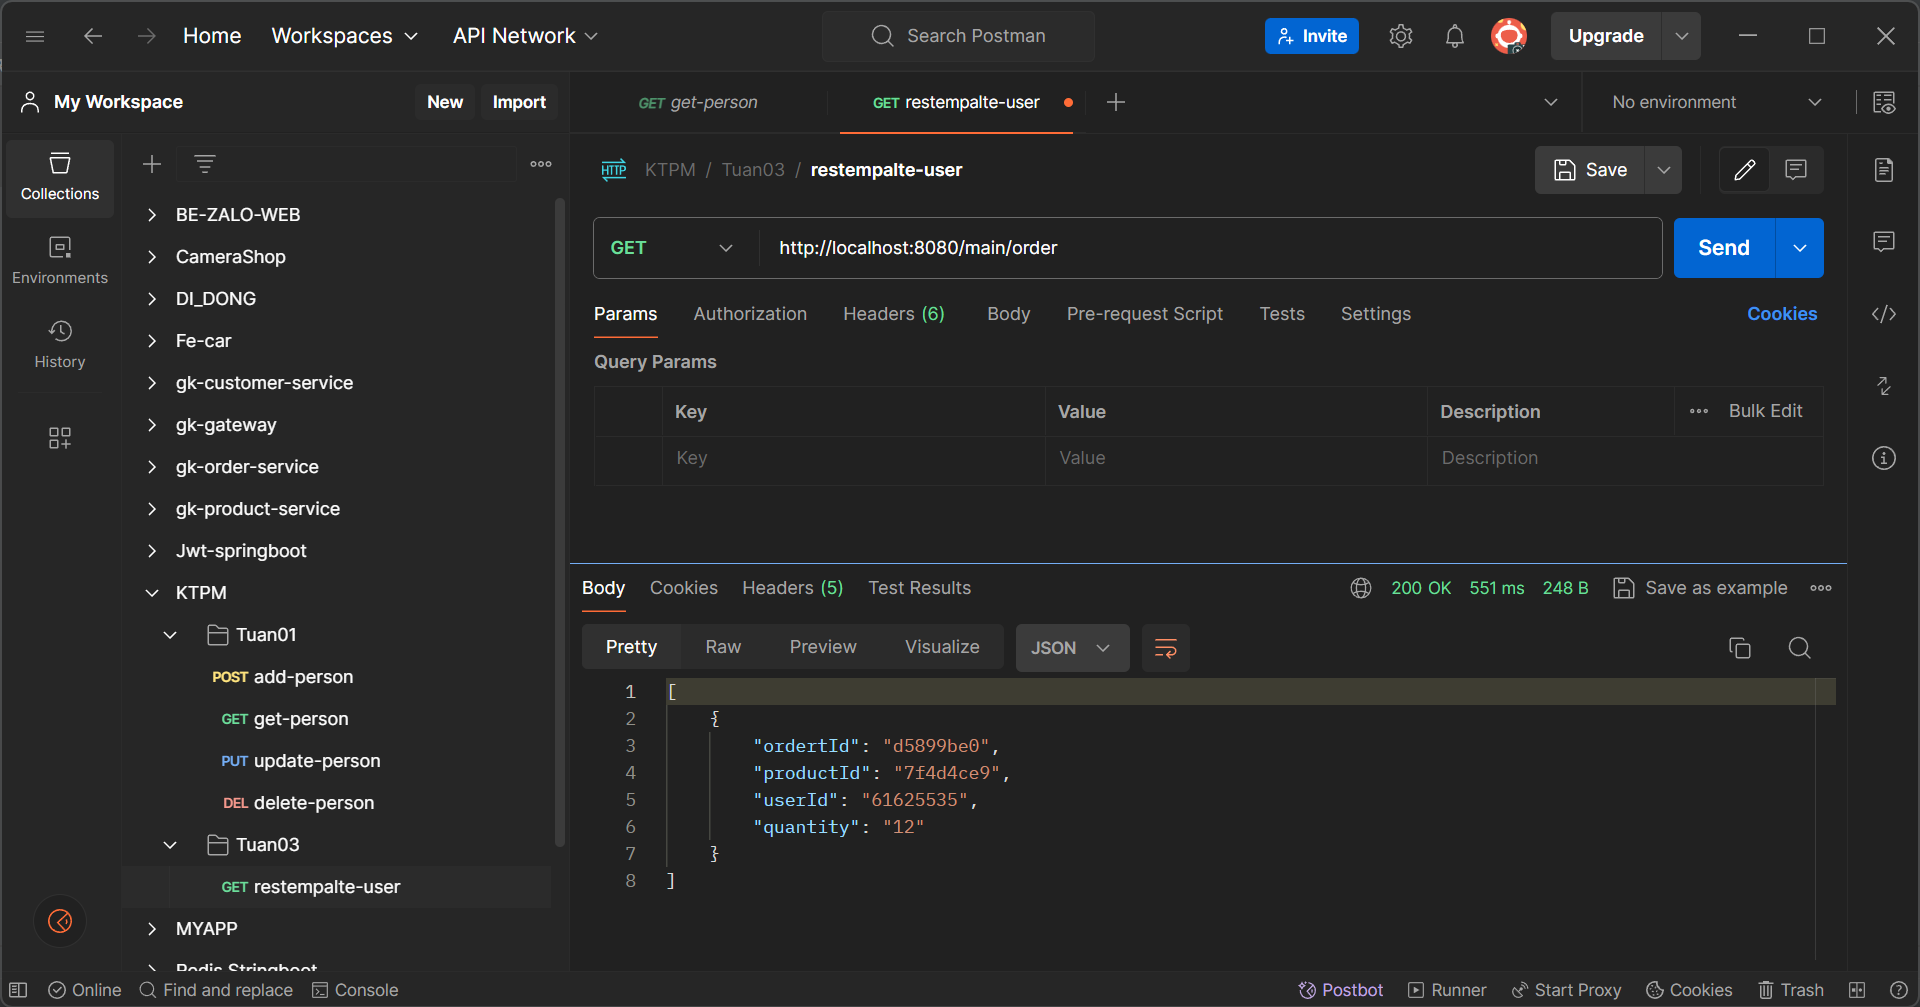 Home Workspaces API Network Search Postman Invite Upgrade
My Workspace New Import GET get-person GET restempalte-user No environment
Collections
Environments
History
BE-ZALO-WEB
CameraShop
DI_DONG
Fe-car
gk-customer-service
gk-gateway
gk-order-service
gk-product-service
Jwt-springboot
KTPM
Tuan01
POST add-person
GET get-person
PUT update-person
DEL delete-person
Tuan03
GET restempalte-user
MYAPP
Redis Stringboot
HTTP KTPM / Tuan03 / restempalte-user Save
GET http://localhost:8080/main/order Send
Params Authorization Headers (6) Body Pre-request Script Tests Settings Cookies
Query Params
Key Value Description Bulk Edit
Key Value Description
Body Cookies Headers (5) Test Results 200 OK 551 ms 248 B Save as example
Pretty Raw Preview Visualize JSON
1 [
2 {
3 "ordertId": "d5899be0",
4 "productId": "7f4d4ce9",
5 "userId": "61625535",
6 "quantity": "12"
7 }
8 ]
Online Find and replace Console Postbot Runner Start Proxy Cookies Trash